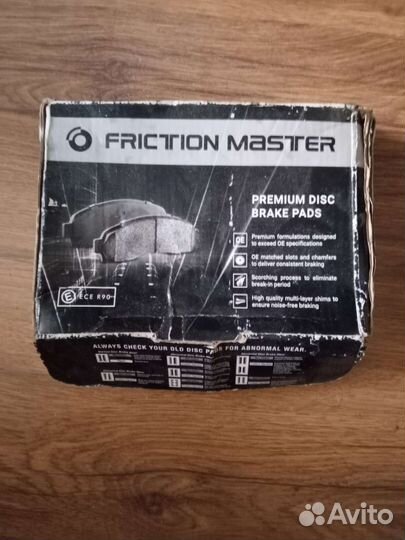 FRICTION MASTER
PREMIUM DISC
BRAKE PADS
OE
Premium formulations designed
to exceed OE specifications
OE matched slots and chamfers
to deliver consistent braking
Scorching process to eliminate
break-in period
High quality multi-layer shims to
ensure noise-free braking
E ECE R90
ALWAYS CHECK YOUR OLD DISC PADS FOR ABNORMAL WEAR.
Avito